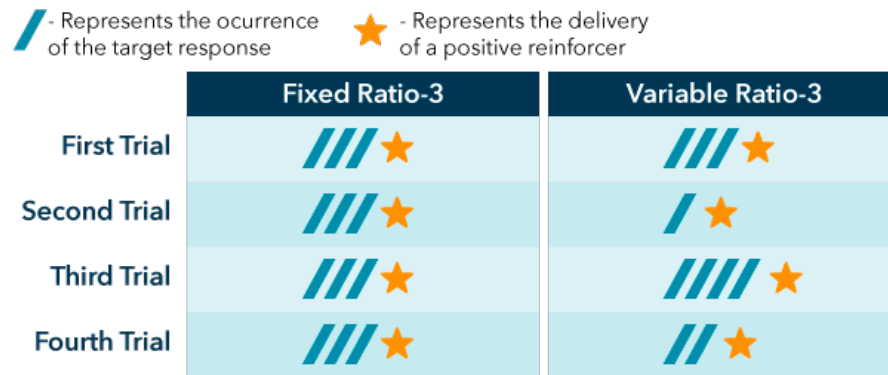 - Represents the ocurrence
of the target response
- Represents the delivery
of a positive reinforcer
Fixed Ratio-3
Variable Ratio-3
First Trial
Second Trial
Third Trial
Fourth Trial